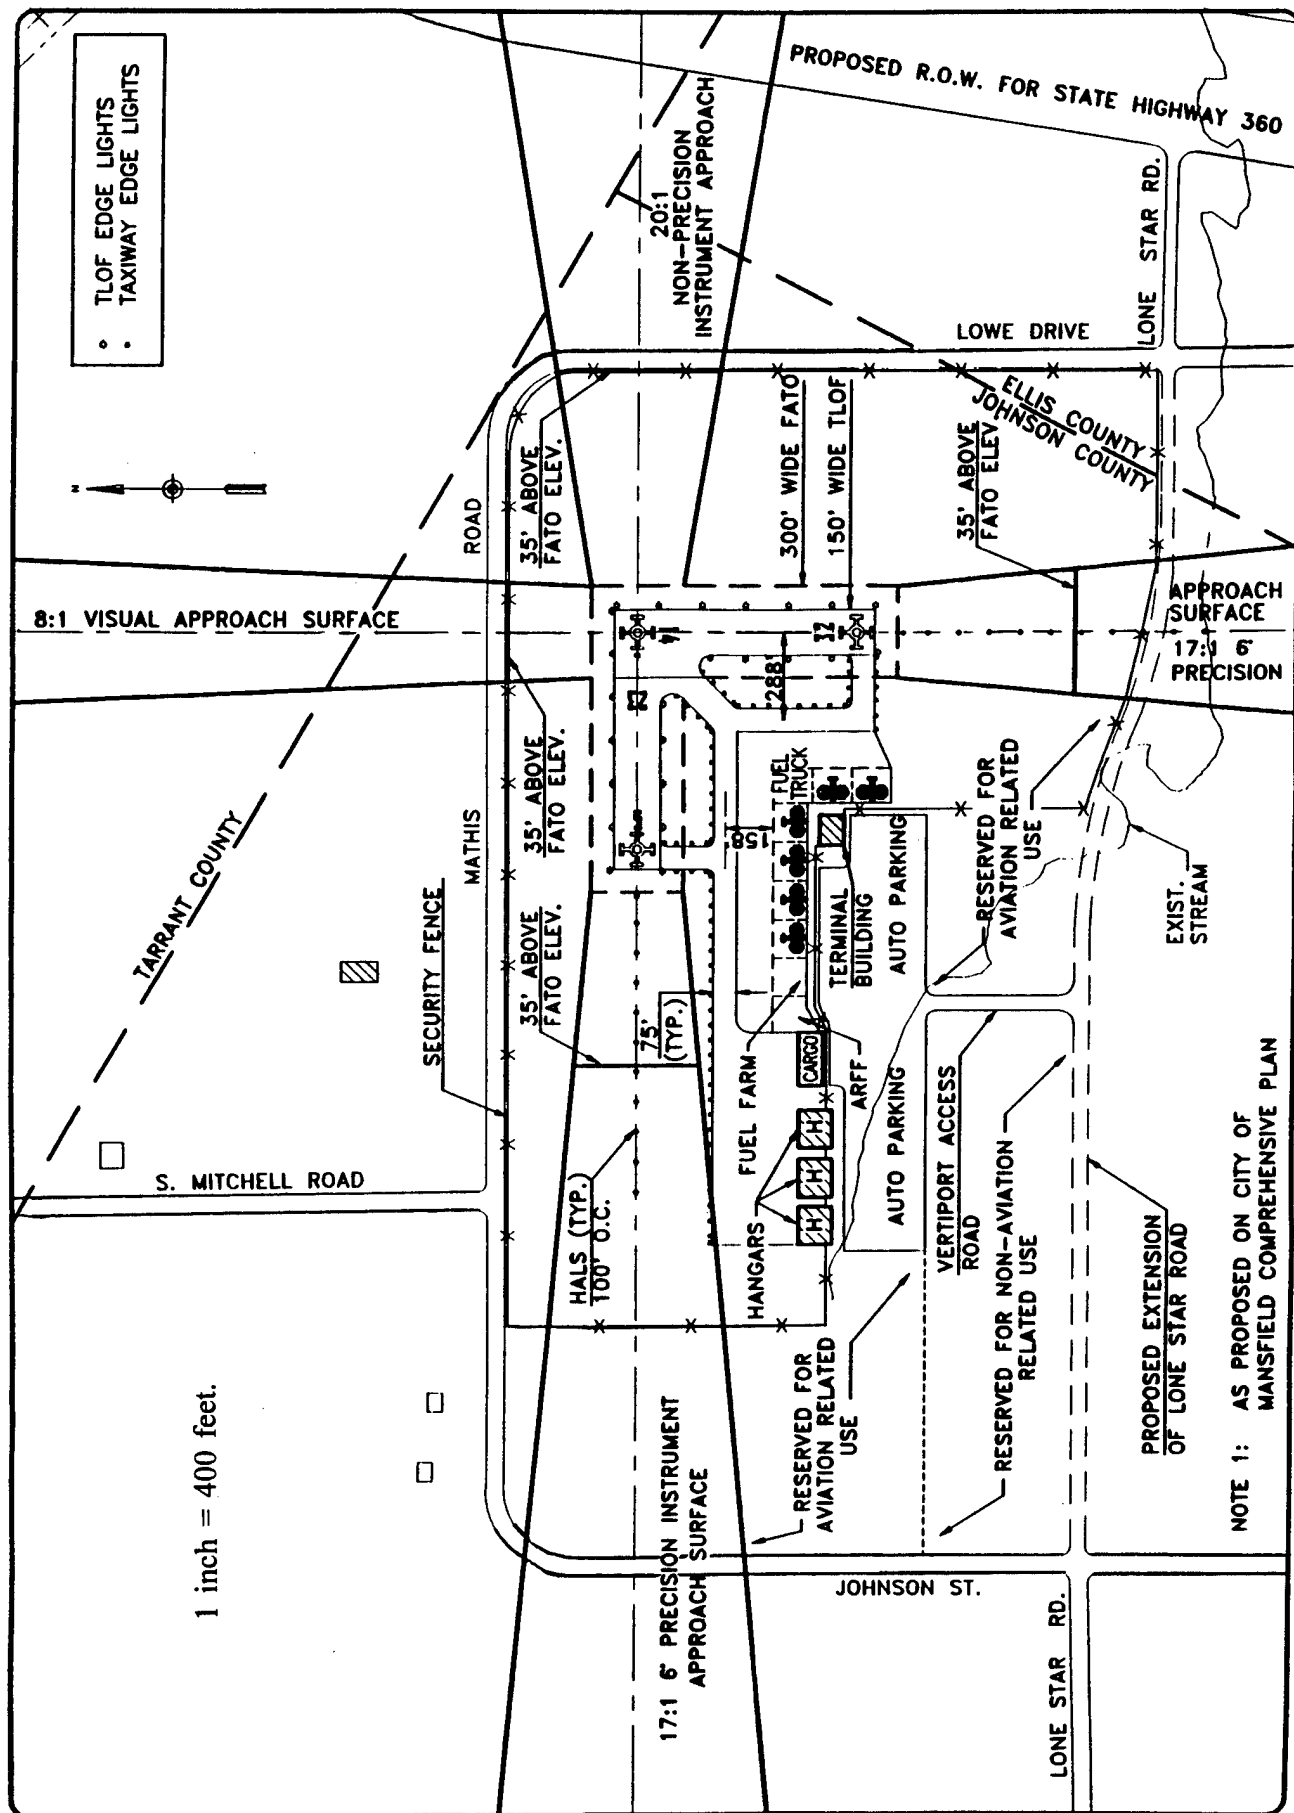 ° TLOF EDGE LIGHTS
• TAXIWAY EDGE LIGHTS
1 inch = 400 feet.
N
PROPOSED R.O.W. FOR STATE HIGHWAY 360
20:1
NON-PRECISION
INSTRUMENT APPROACH
LOWE DRIVE
LONE STAR RD.
ELLIS COUNTY
JOHNSON COUNTY
TARRANT COUNTY
MATHIS
ROAD
S. MITCHELL ROAD
SECURITY FENCE
8:1 VISUAL APPROACH SURFACE
35' ABOVE
FATO ELEV.
35' ABOVE
FATO ELEV.
35' ABOVE
FATO ELEV.
35' ABOVE
FATO ELEV.
300' WIDE FATO
150' WIDE TLOF
APPROACH
SURFACE
17:1 6°
PRECISION
288'
158'
75'
(TYP.)
HALS (TYP.)
100' O.C.
FUEL
TRUCK
FUEL FARM
HANGARS
H
H
H
CARGO
ARFF
TERMINAL
BUILDING
AUTO PARKING
AUTO PARKING
VERTIPORT ACCESS
ROAD
RESERVED FOR
AVIATION RELATED
USE
RESERVED FOR
AVIATION RELATED
USE
RESERVED FOR NON-AVIATION
RELATED USE
EXIST.
STREAM
PROPOSED EXTENSION
OF LONE STAR ROAD
17:1 6° PRECISION INSTRUMENT
APPROACH SURFACE
JOHNSON ST.
LONE STAR RD.
NOTE 1: AS PROPOSED ON CITY OF
MANSFIELD COMPREHENSIVE PLAN